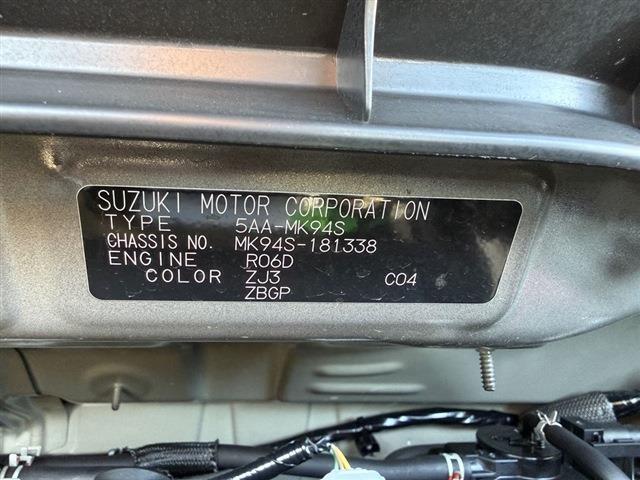 SUZUKI MOTOR CORPORATION
TYPE 5AA-MK94S
CHASSIS NO. MK94S-181338
ENGINE R06D
COLOR ZJ3 C04
ZBGP